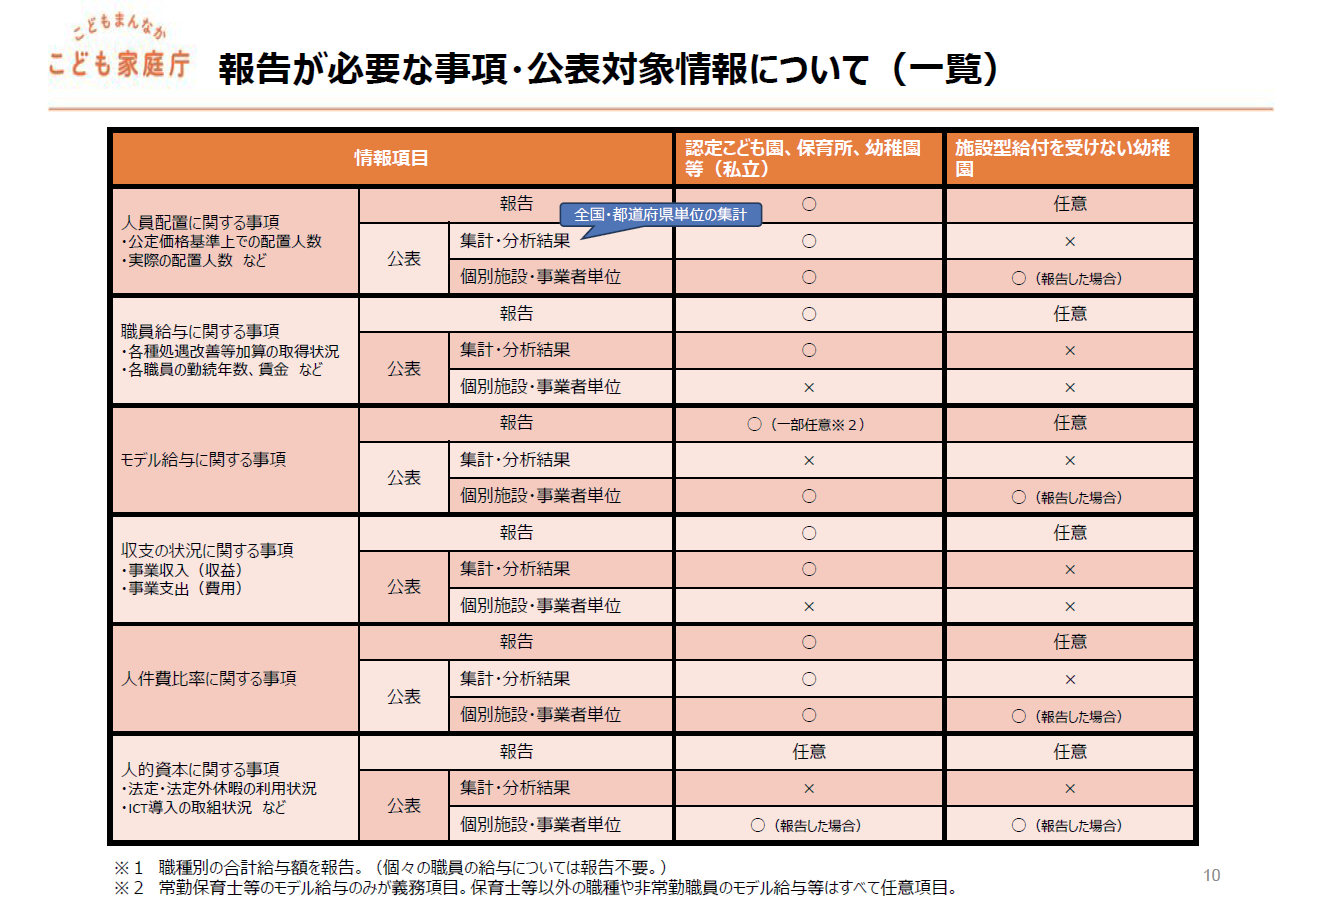 こどもまんなか
こども家庭庁
報告が必要な事項・公表対象情報について（一覧）
情報項目
認定こども園、保育所、幼稚園
等（私立）
施設型給付を受けない幼稚
園
人員配置に関する事項
・公定価格基準上での配置人数
・実際の配置人数　など
報告
〇
任意
全国・都道府県単位の集計
公表
集計・分析結果
〇
×
個別施設・事業者単位
〇
〇（報告した場合）
職員給与に関する事項
・各種処遇改善等加算の取得状況
・各職員の勤続年数、賃金　など
報告
〇
任意
公表
集計・分析結果
〇
×
個別施設・事業者単位
×
×
モデル給与に関する事項
報告
〇（一部任意※２）
任意
公表
集計・分析結果
×
×
個別施設・事業者単位
〇
〇（報告した場合）
収支の状況に関する事項
・事業収入（収益）
・事業支出（費用）
報告
〇
任意
公表
集計・分析結果
〇
×
個別施設・事業者単位
×
×
人件費比率に関する事項
報告
〇
任意
公表
集計・分析結果
〇
×
個別施設・事業者単位
〇
〇（報告した場合）
人的資本に関する事項
・法定・法定外休暇の利用状況
・ICT導入の取組状況　など
報告
任意
任意
公表
集計・分析結果
×
×
個別施設・事業者単位
〇（報告した場合）
〇（報告した場合）
※１　職種別の合計給与額を報告。（個々の職員の給与については報告不要。）
※２　常勤保育士等のモデル給与のみが義務項目。保育士等以外の職種や非常勤職員のモデル給与等はすべて任意項目。
10